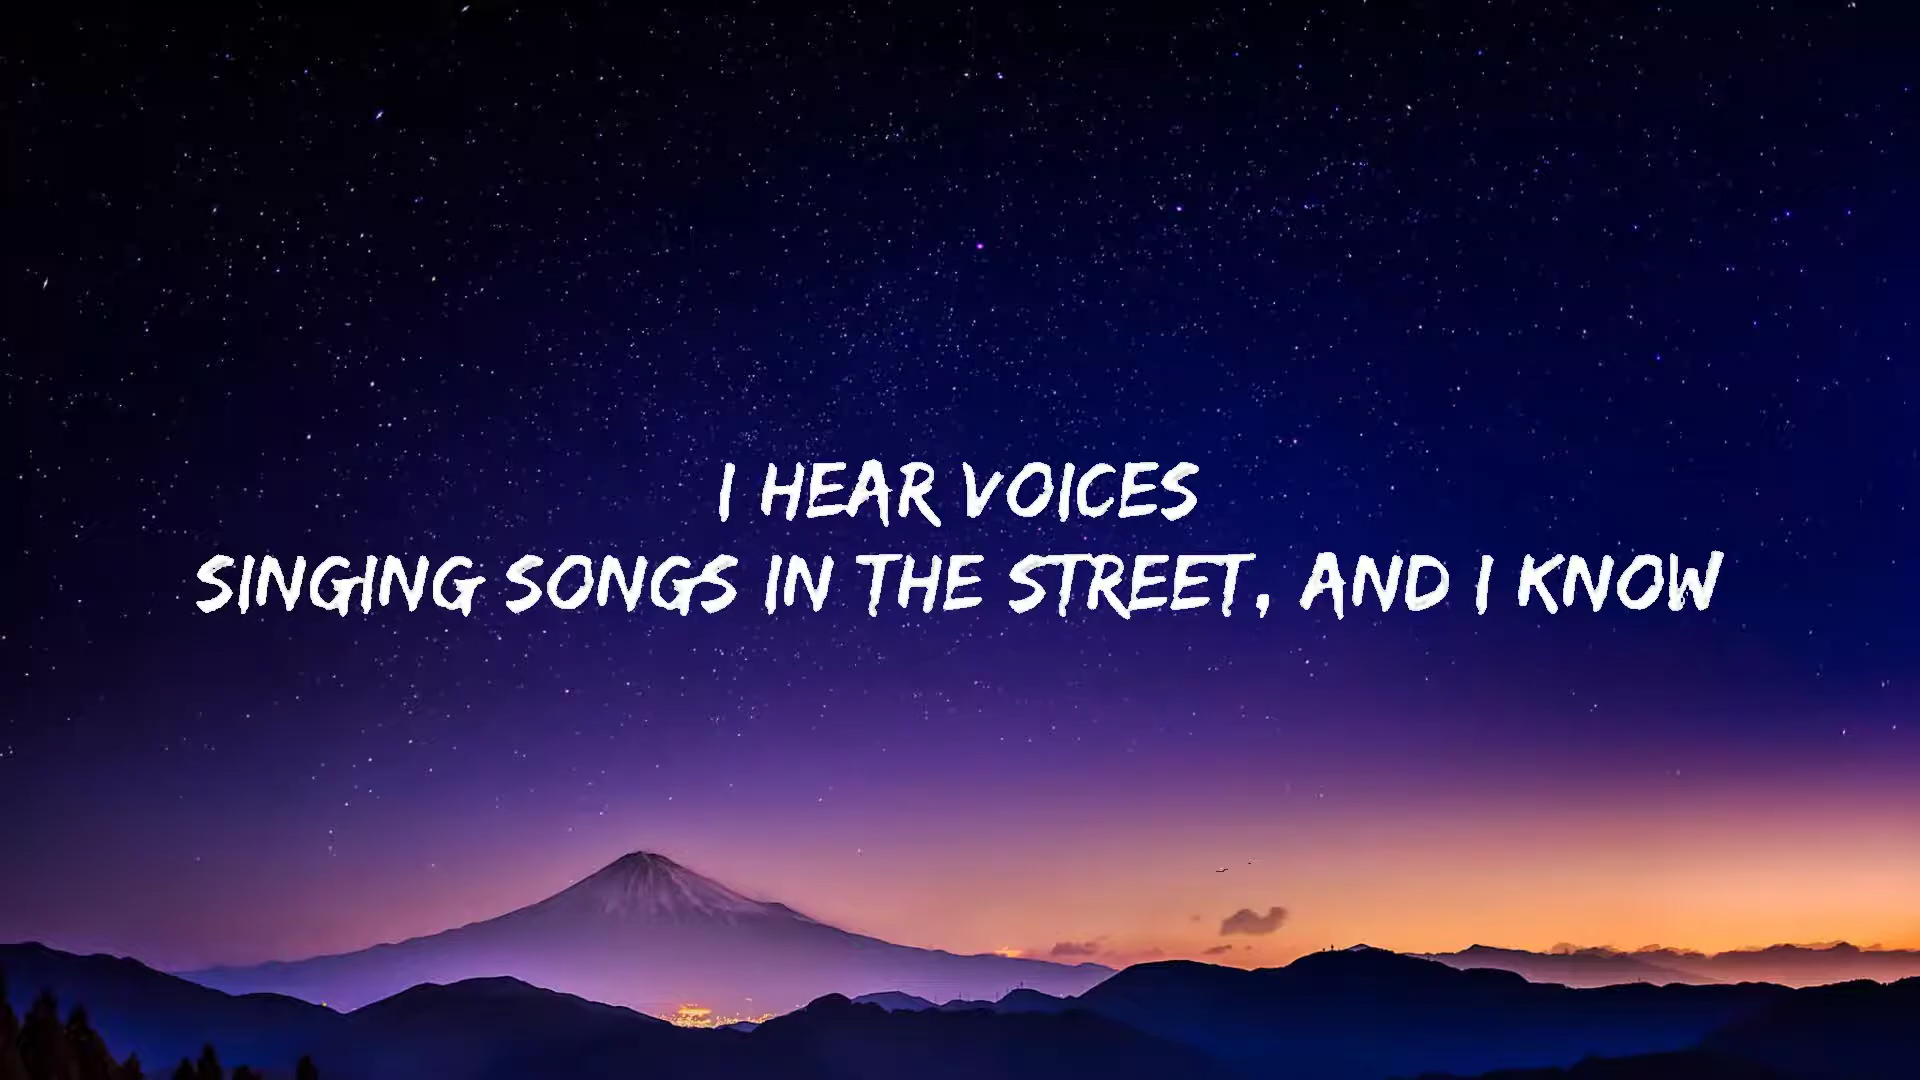 I HEAR VOICES
SINGING SONGS IN THE STREET, AND I KNOW